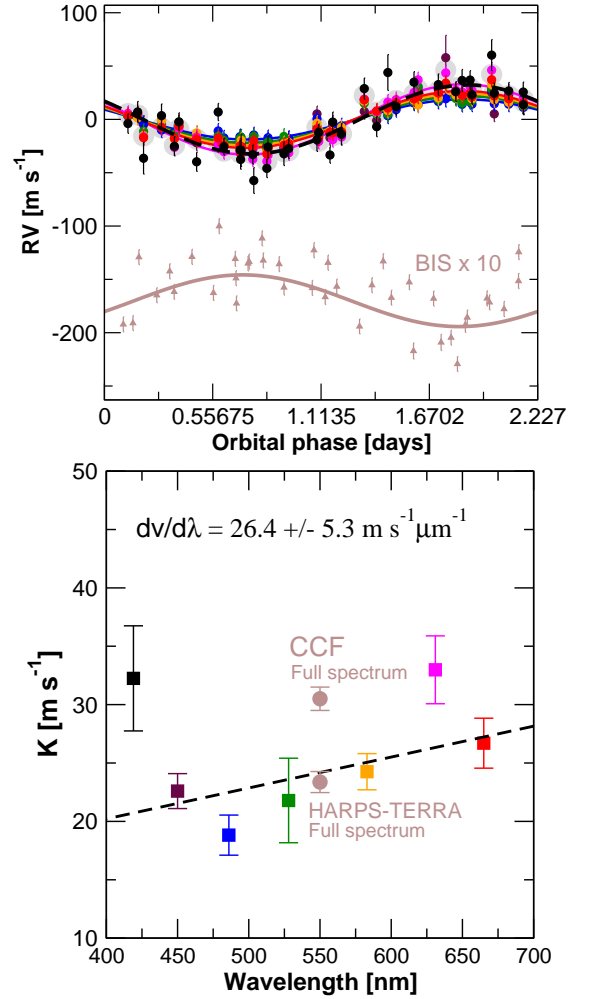 100
0
-100
-200
RV [m s⁻¹]
BIS x 10
0 0.55675 1.1135 1.6702 2.227
Orbital phase [days]
50
40
30
20
10
K [m s⁻¹]
dv/dλ = 26.4 +/- 5.3 m s⁻¹μm⁻¹
CCF
Full spectrum
HARPS-TERRA
Full spectrum
400 450 500 550 600 650 700
Wavelength [nm]